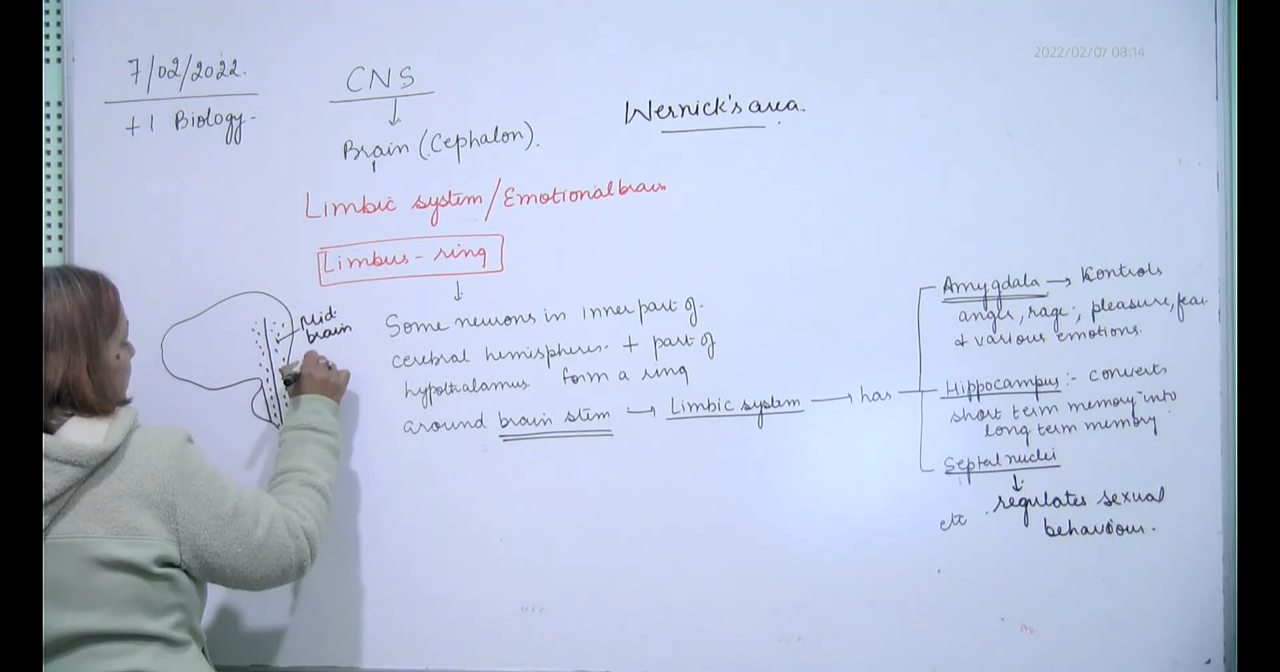 2022/02/07 08:14
7/02/2022.
+1 Biology-
CNS
Brain (Cephalon).
Wernick's area.
Limbic system/Emotional brain
Limbus - ring
Mid
brain
Some neurons in inner part of
cerebral hemispheres + part of
hypothalamus form a ring
around brain stem → Limbic system → has
Amygdala → Controls
anger, rage, pleasure, fear
& various emotions.
Hippocampus :- converts
short term memory into
long term memory
Septal nuclei
regulates sexual
behaviour.
etc